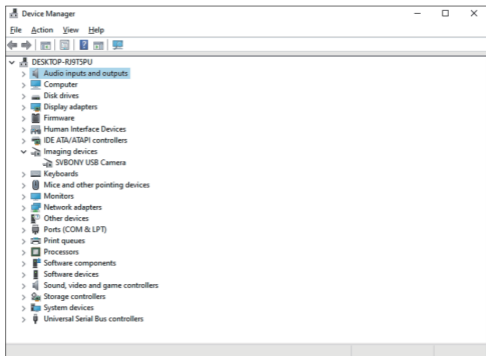 Device Manager
File Action View Help
DESKTOP-RJ9T5PU
Audio inputs and outputs
Computer
Disk drives
Display adapters
Firmware
Human Interface Devices
IDE ATA/ATAPI controllers
Imaging devices
SVBONY USB Camera
Keyboards
Mice and other pointing devices
Monitors
Network adapters
Other devices
Ports (COM & LPT)
Print queues
Processors
Software components
Software devices
Sound, video and game controllers
Storage controllers
System devices
Universal Serial Bus controllers